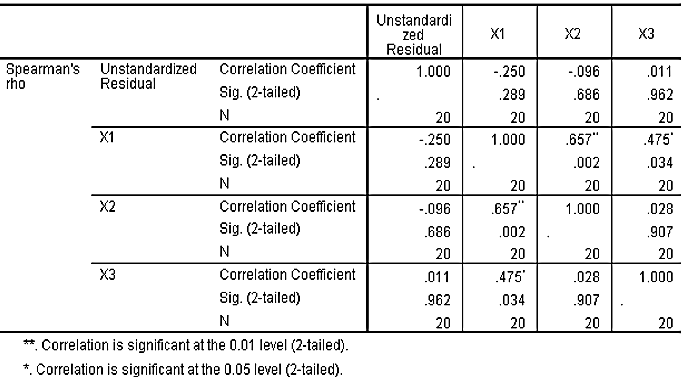 Unstandardi
zed
Residual X1 X2 X3
Spearman's Unstandardized Correlation Coefficient 1.000 -.250 -.096 .011
rho Residual Sig. (2-tailed) . .289 .686 .962
N 20 20 20 20
X1 Correlation Coefficient -.250 1.000 .657** .475*
Sig. (2-tailed) .289 . .002 .034
N 20 20 20 20
X2 Correlation Coefficient -.096 .657** 1.000 .028
Sig. (2-tailed) .686 .002 . .907
N 20 20 20 20
X3 Correlation Coefficient .011 .475* .028 1.000
Sig. (2-tailed) .962 .034 .907 .
N 20 20 20 20
**. Correlation is significant at the 0.01 level (2-tailed).
*. Correlation is significant at the 0.05 level (2-tailed).